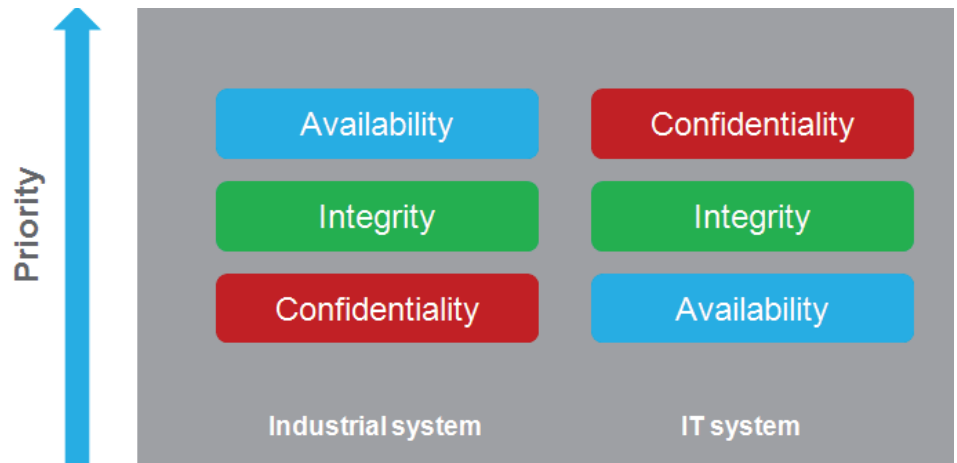 Priority
Availability
Confidentiality
Integrity
Integrity
Confidentiality
Availability
Industrial system
IT system